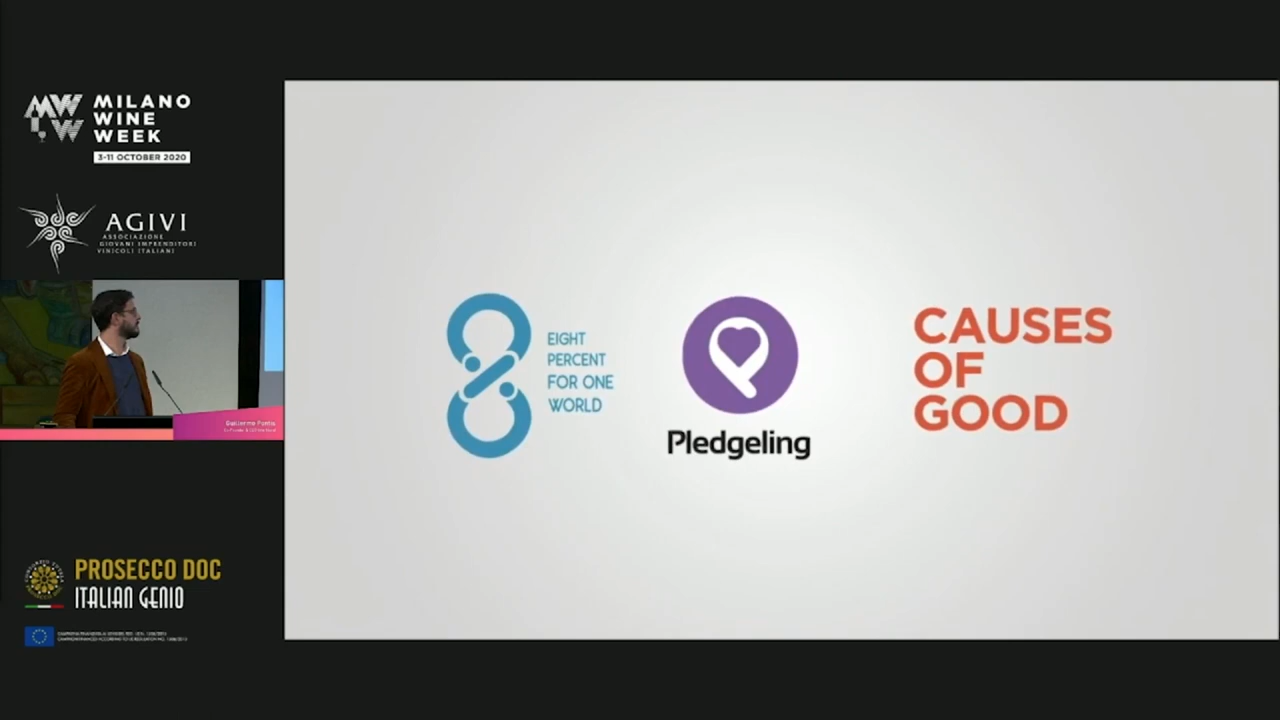 MILANO
WINE
WEEK
3-11 OCTOBER 2020
AGIVI
ASSOCIAZIONE
GIOVANI IMPRENDITORI
VINICOLI ITALIANI
Guillermo
PROSECCO DOC
ITALIAN GENIO
EIGHT
PERCENT
FOR ONE
WORLD
Pledgeling
CAUSES
OF
GOOD